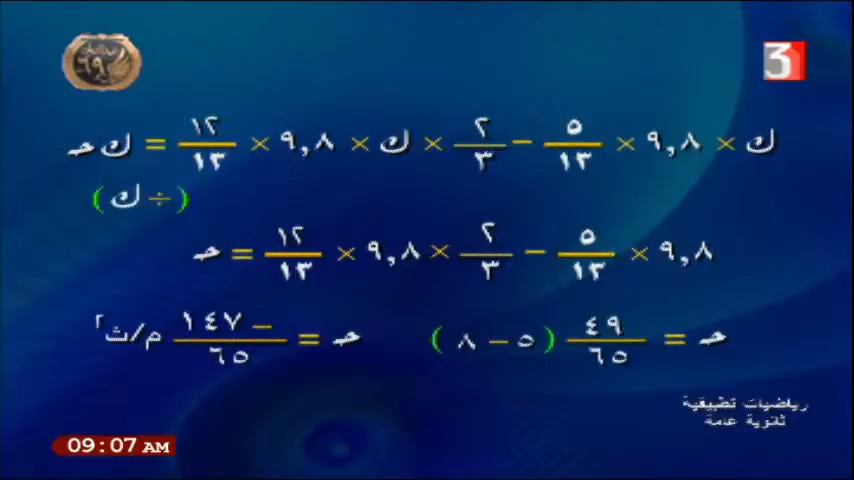 3
ك × ٩,٨ × ٥/١٣ − ٢/٣ × ك × ٩,٨ × ١٢/١٣ = ك حـ
(÷ ك)
٩,٨ × ٥/١٣ − ٢/٣ × ٩,٨ × ١٢/١٣ = حـ
حـ = ٤٩/٦٥ (٥ − ٨) حـ = −١٤٧/٦٥ م/ث٢
رياضيات تطبيقية
ثانوية عامة
09:07 AM